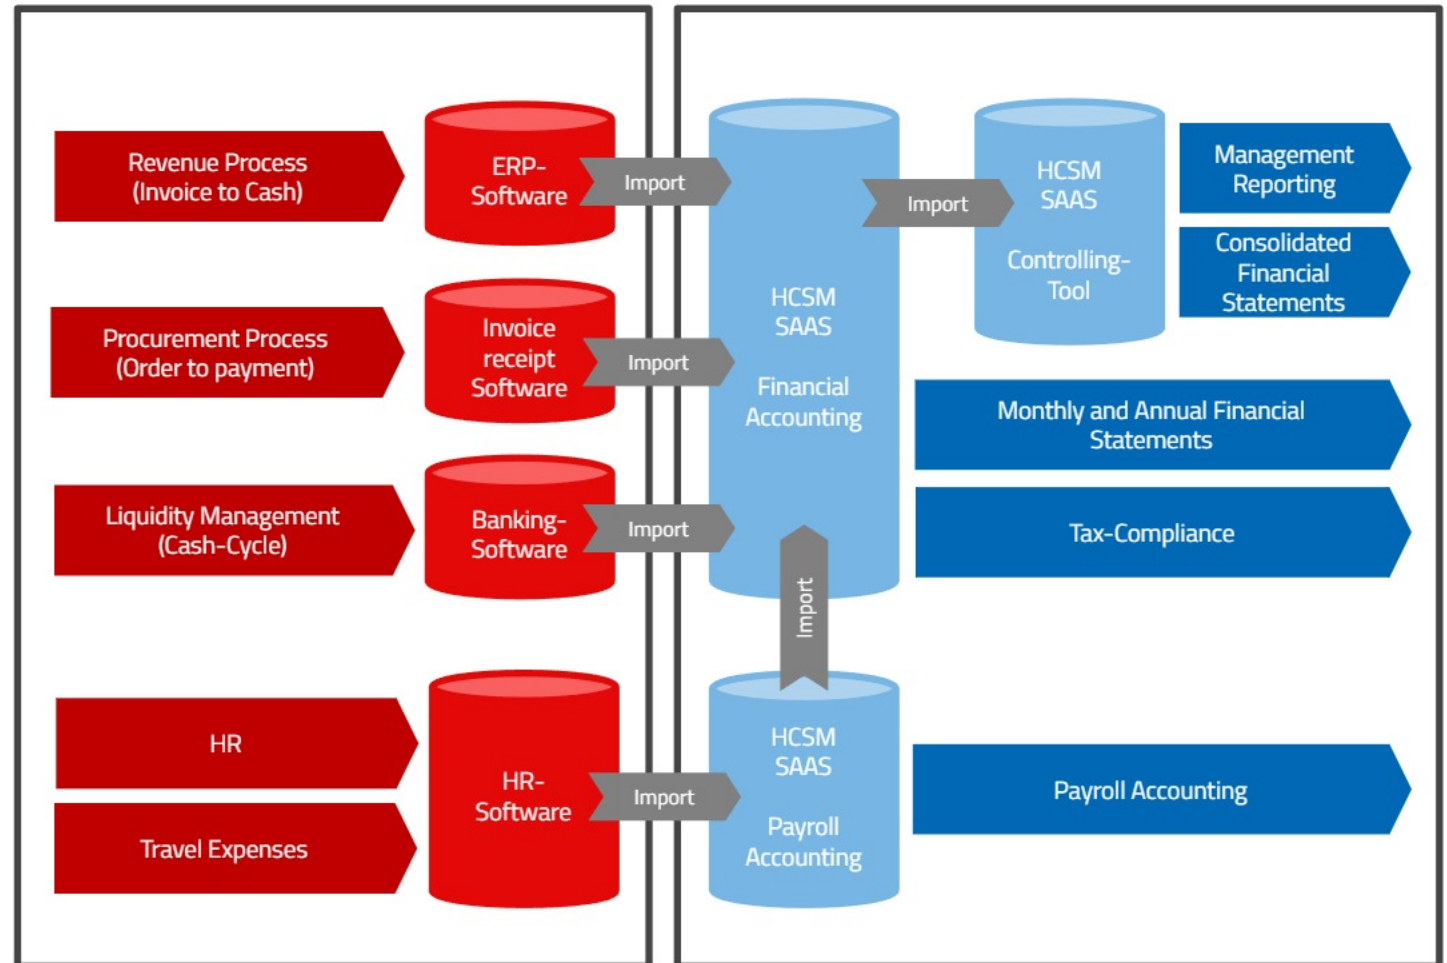 Revenue Process
(Invoice to Cash)
ERP-
Software
Import
Import
HCSM
SAAS
Controlling-
Tool
Management
Reporting
Consolidated
Financial
Statements
Procurement Process
(Order to payment)
Invoice
receipt
Software
Import
HCSM
SAAS
Financial
Accounting
Monthly and Annual Financial
Statements
Liquidity Management
(Cash-Cycle)
Banking-
Software
Import
Tax-Compliance
Import
HR
Travel Expenses
HR-
Software
Import
HCSM
SAAS
Payroll
Accounting
Payroll Accounting